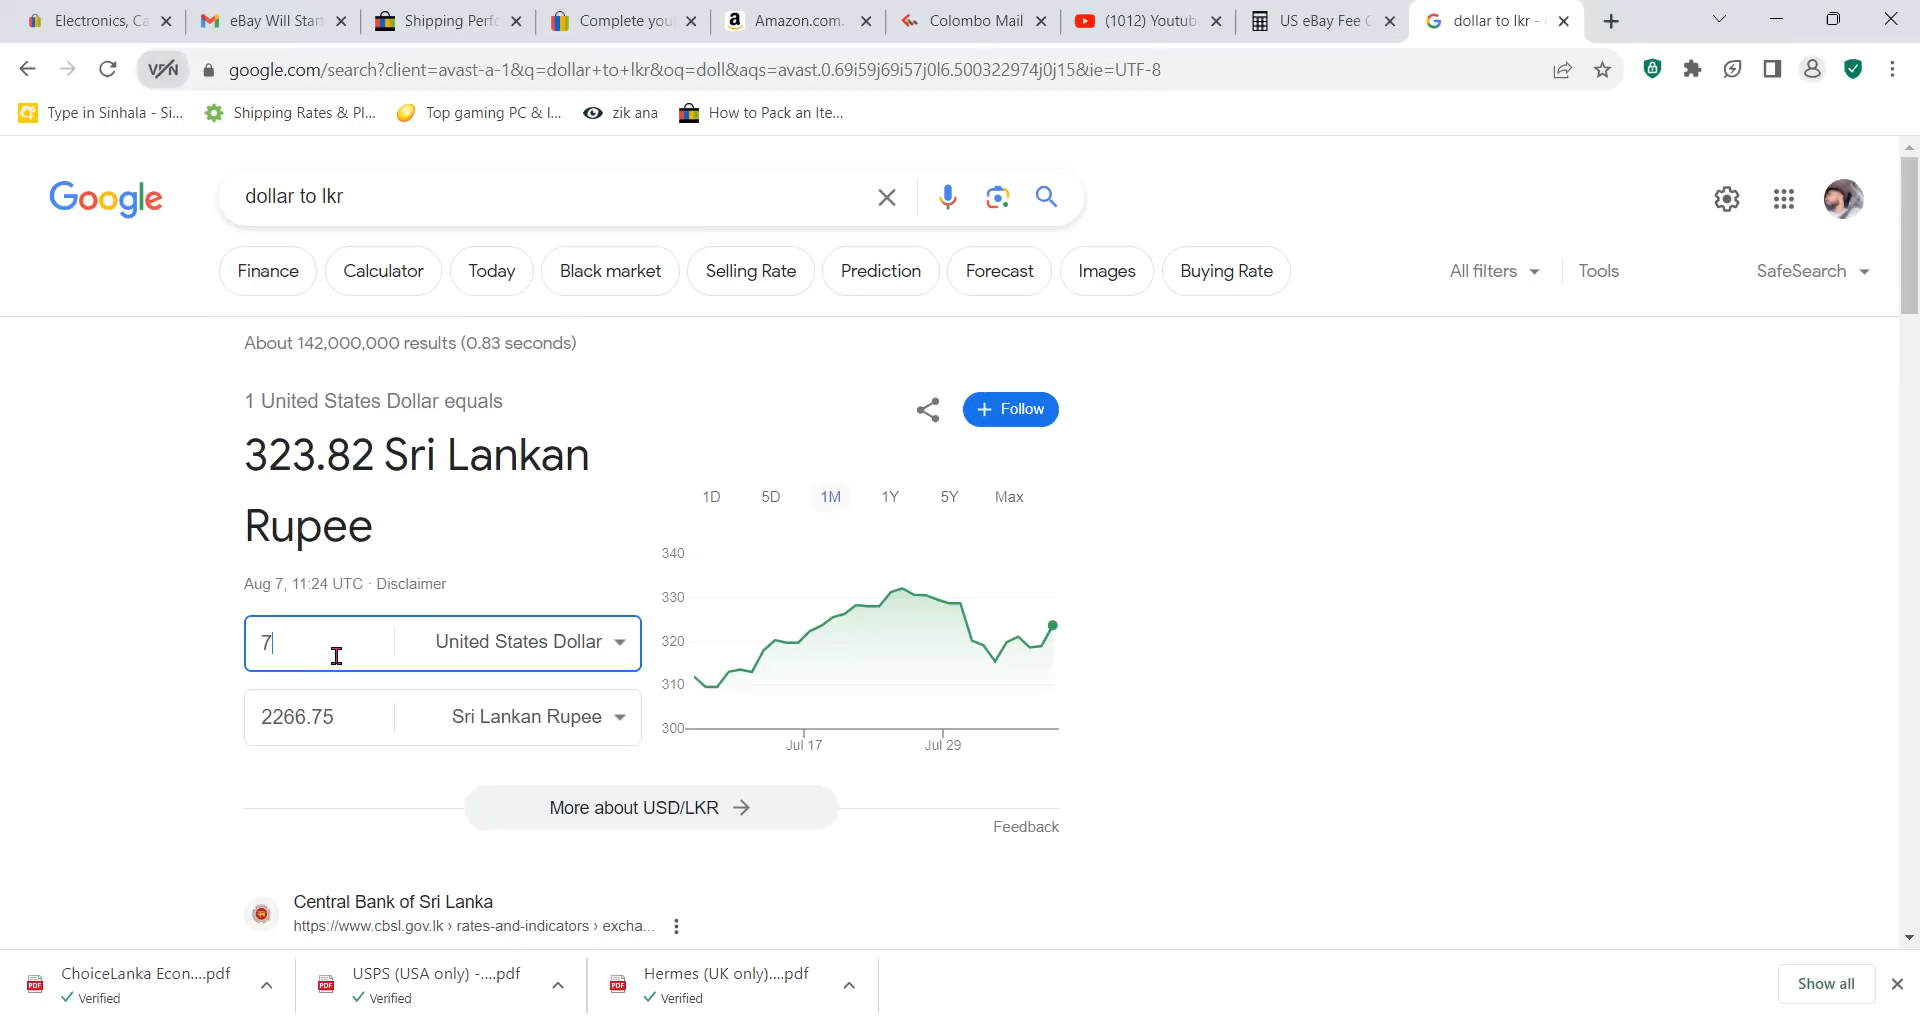 Electronics, Ca
eBay Will Start
Shipping Perfo
Complete you
Amazon.com.
Colombo Mail
(1012) Youtub
US eBay Fee C
dollar to lkr -
VPN
google.com/search?client=avast-a-1&q=dollar+to+lkr&oq=doll&aqs=avast.0.69i59j69i57j0l6.500322974j0j15&ie=UTF-8
Type in Sinhala - Si...
Shipping Rates & Pl...
Top gaming PC & l...
zik ana
How to Pack an Ite...
Google
dollar to lkr
Finance
Calculator
Today
Black market
Selling Rate
Prediction
Forecast
Images
Buying Rate
All filters
Tools
SafeSearch
About 142,000,000 results (0.83 seconds)
1 United States Dollar equals
Follow
323.82 Sri Lankan
Rupee
1D 5D 1M 1Y 5Y Max
Aug 7, 11:24 UTC · Disclaimer
7
United States Dollar
2266.75
Sri Lankan Rupee
340
330
320
310
300
Jul 17
Jul 29
More about USD/LKR
Feedback
Central Bank of Sri Lanka
https://www.cbsl.gov.lk › rates-and-indicators › excha...
ChoiceLanka Econ....pdf
Verified
USPS (USA only) -....pdf
Verified
Hermes (UK only)....pdf
Verified
Show all